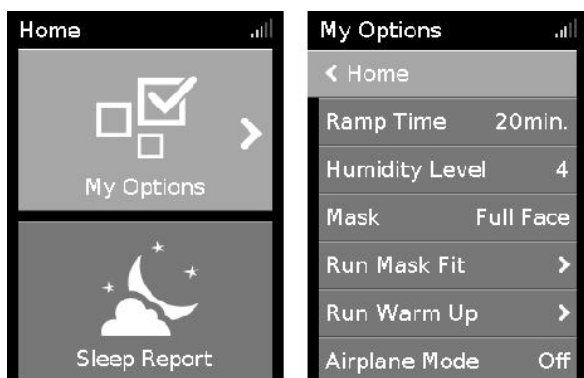 Home
My Options
Sleep Report
My Options
Home
Ramp Time 20min.
Humidity Level 4
Mask Full Face
Run Mask Fit
Run Warm Up
Airplane Mode Off